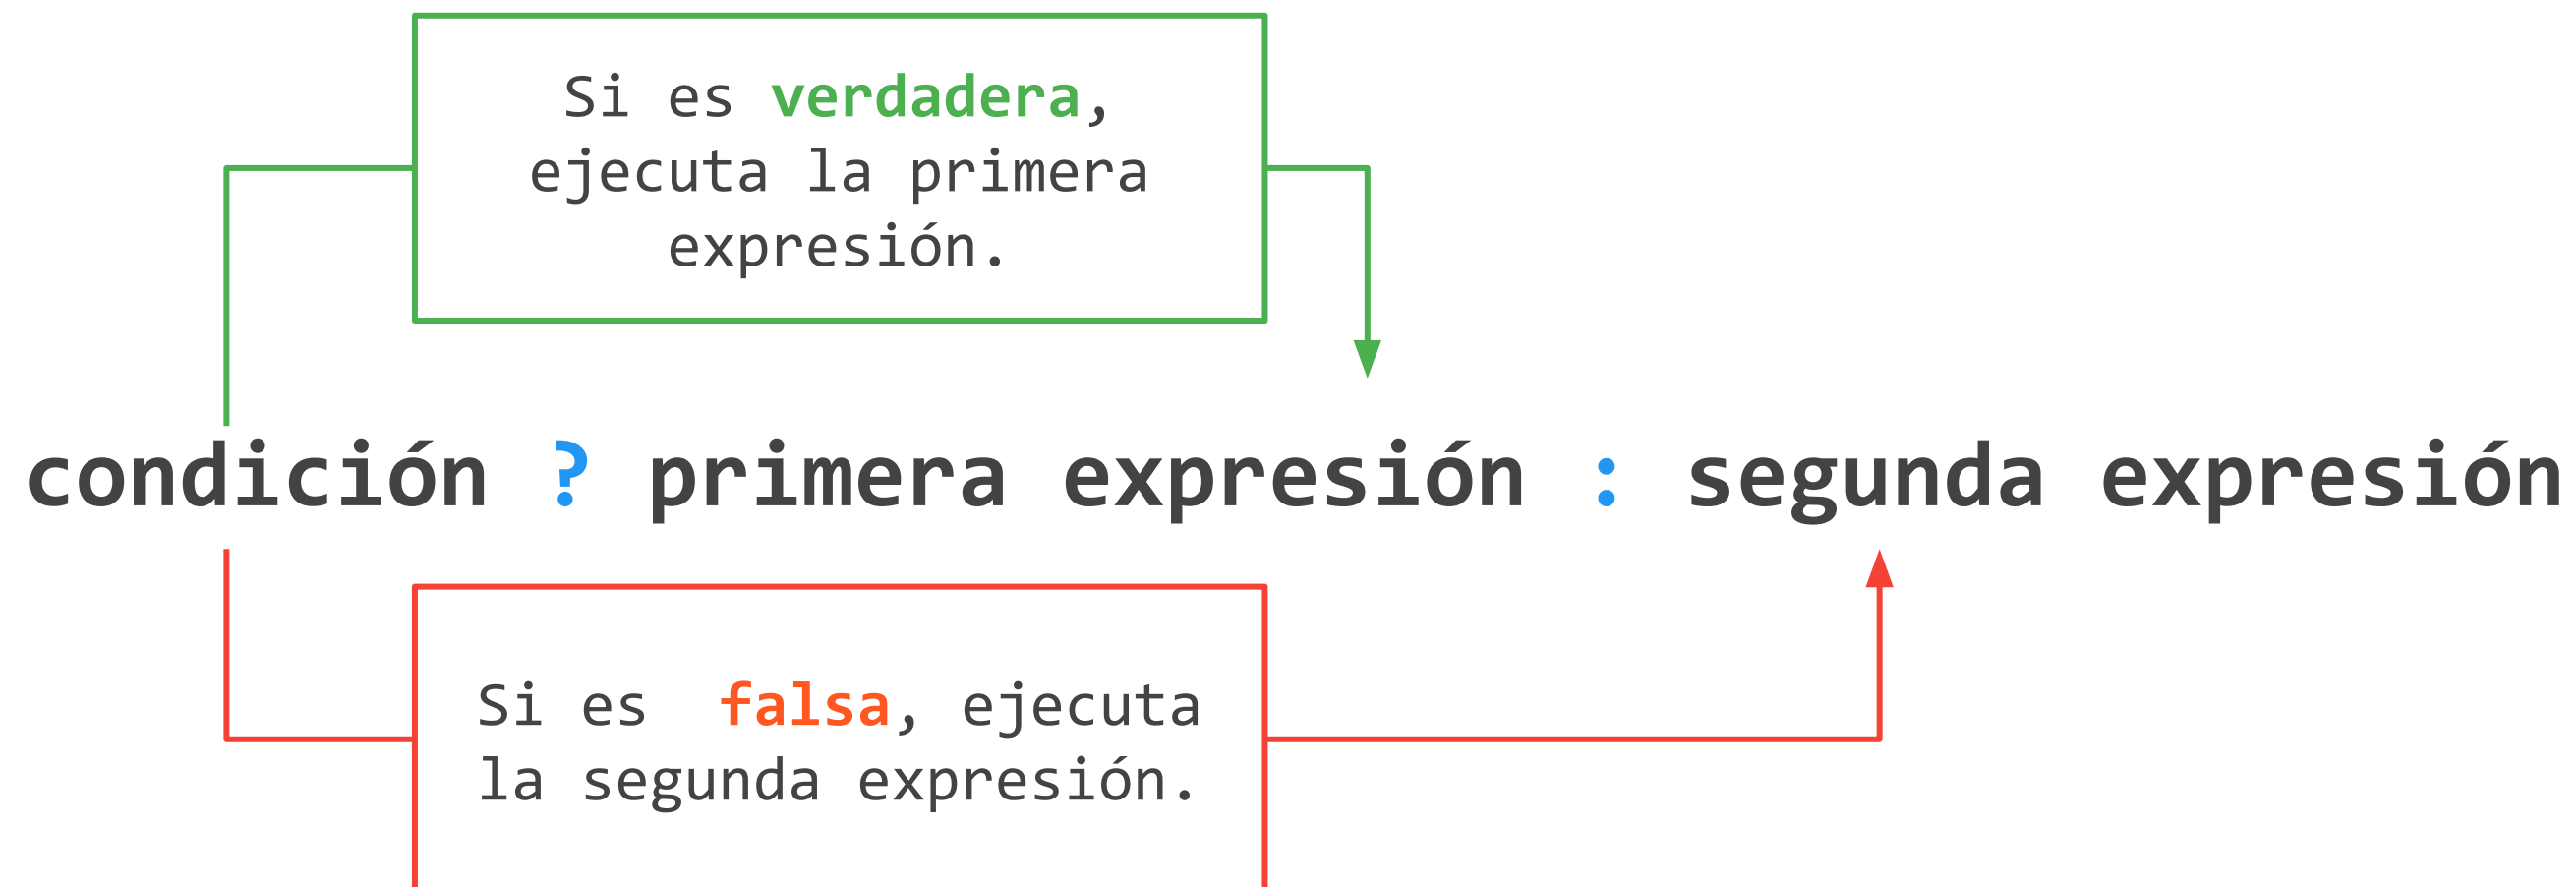 Si es verdadera,
ejecuta la primera
expresión.
condición ? primera expresión : segunda expresión
Si es falsa, ejecuta
la segunda expresión.